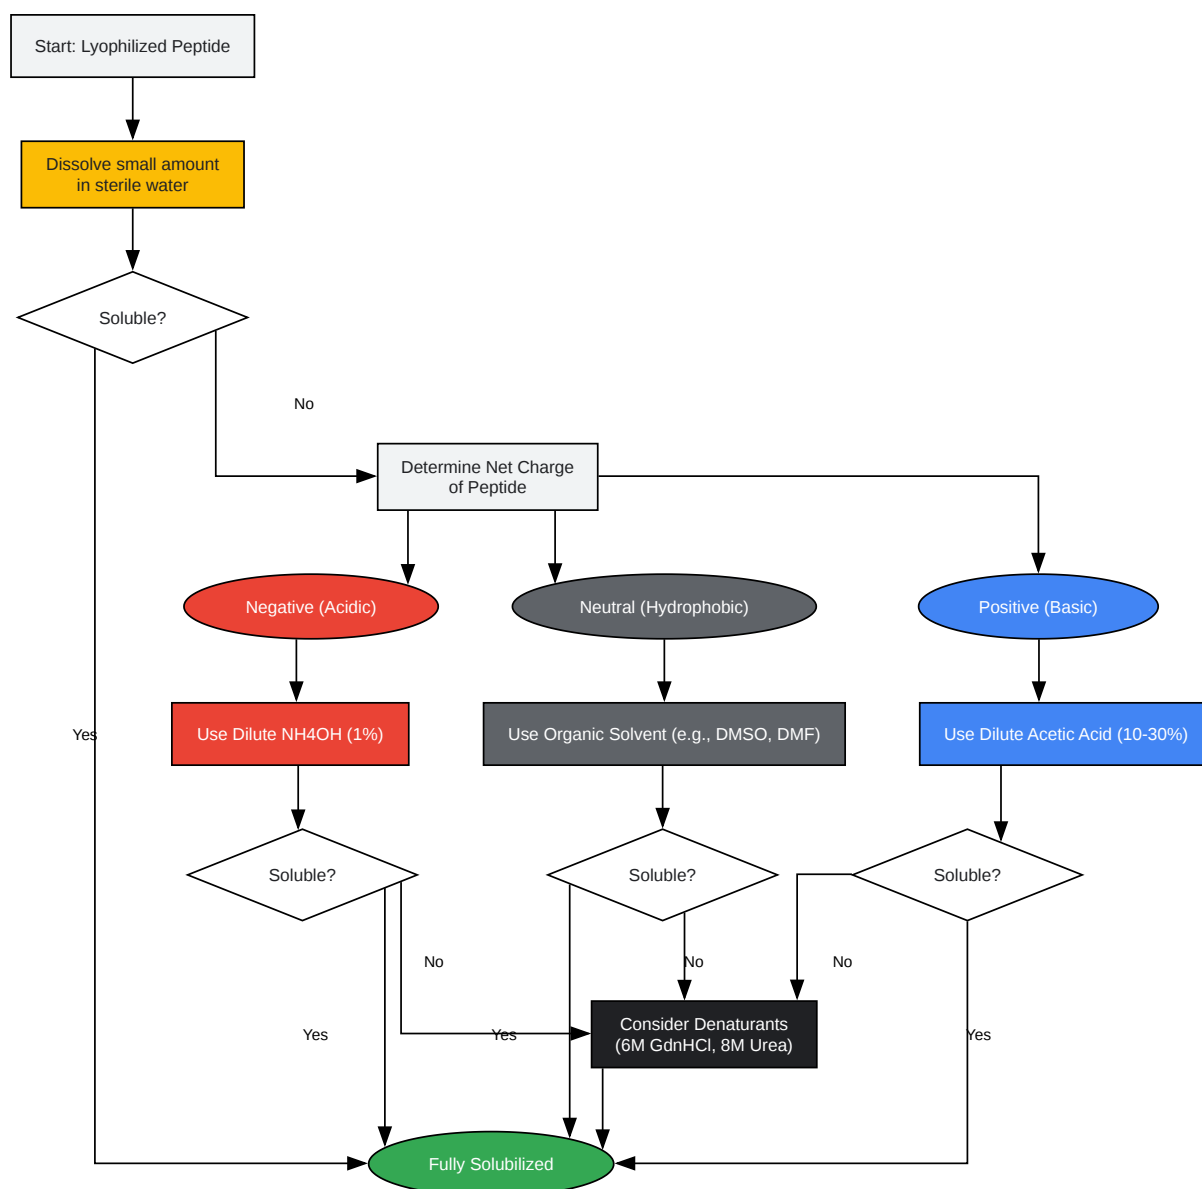 Start: Lyophilized Peptide
Dissolve small amount
in sterile water
Soluble?
No
Determine Net Charge
of Peptide
Negative (Acidic)
Neutral (Hydrophobic)
Positive (Basic)
Yes
Use Dilute NH4OH (1%)
Use Organic Solvent (e.g., DMSO, DMF)
Use Dilute Acetic Acid (10-30%)
Soluble?
Soluble?
Soluble?
No
No
No
Consider Denaturants
(6M GdnHCl, 8M Urea)
Yes
Yes
Yes
Fully Solubilized